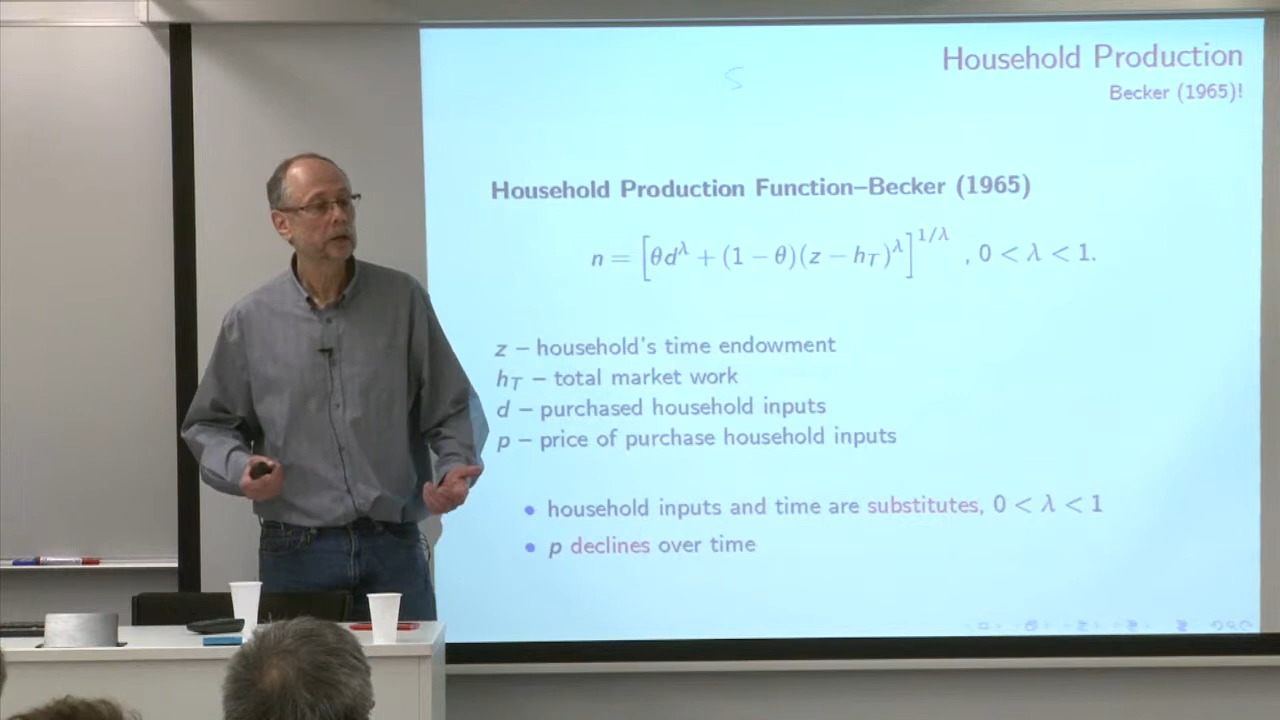 Household Production
Becker (1965)!
Household Production Function–Becker (1965)
n = [θd^λ + (1 − θ)(z − h_T)^λ]^{1/λ} , 0 < λ < 1.
z – household's time endowment
h_T – total market work
d – purchased household inputs
p – price of purchase household inputs
• household inputs and time are substitutes, 0 < λ < 1
• p declines over time